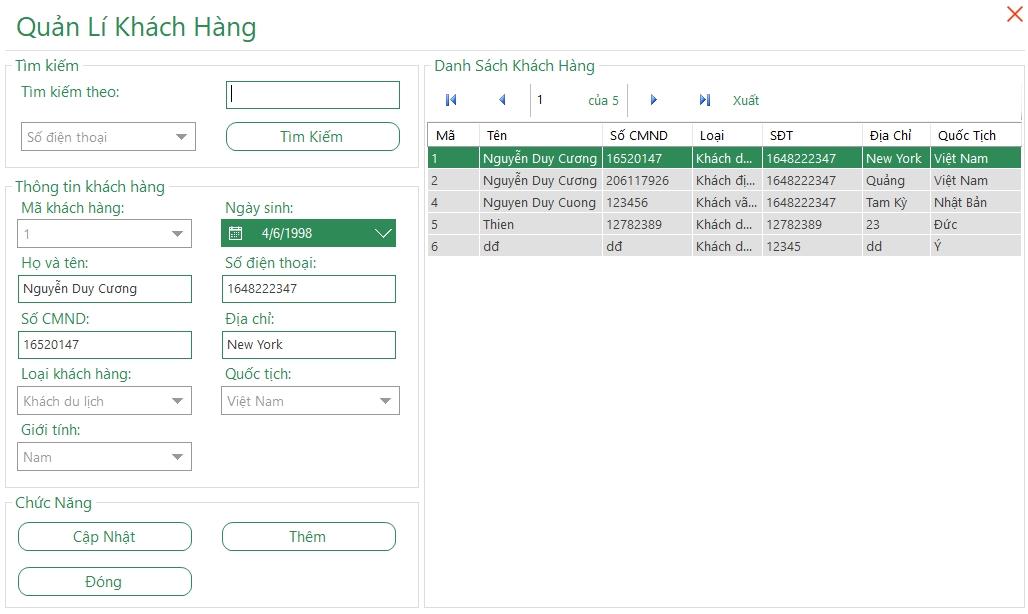 Quản Lí Khách Hàng
Tìm kiếm
Tìm kiếm theo:
Số điện thoại
Tìm Kiếm
Thông tin khách hàng
Mã khách hàng: Ngày sinh:
1 4/6/1998
Họ và tên: Số điện thoại:
Nguyễn Duy Cương 1648222347
Số CMND: Địa chỉ:
16520147 New York
Loại khách hàng: Quốc tịch:
Khách du lịch Việt Nam
Giới tính:
Nam
Chức Năng
Cập Nhật Thêm
Đóng
Danh Sách Khách Hàng
1 của 5 Xuất
Mã Tên Số CMND Loại SĐT Địa Chỉ Quốc Tịch
1 Nguyễn Duy Cương 16520147 Khách d... 1648222347 New York Việt Nam
2 Nguyễn Duy Cương 206117926 Khách đị... 1648222347 Quảng Việt Nam
4 Nguyen Duy Cuong 123456 Khách vã... 1648222347 Tam Kỳ Nhật Bản
5 Thien 12782389 Khách d... 12782389 23 Đức
6 dđ dđ Khách d... 12345 dd Ý